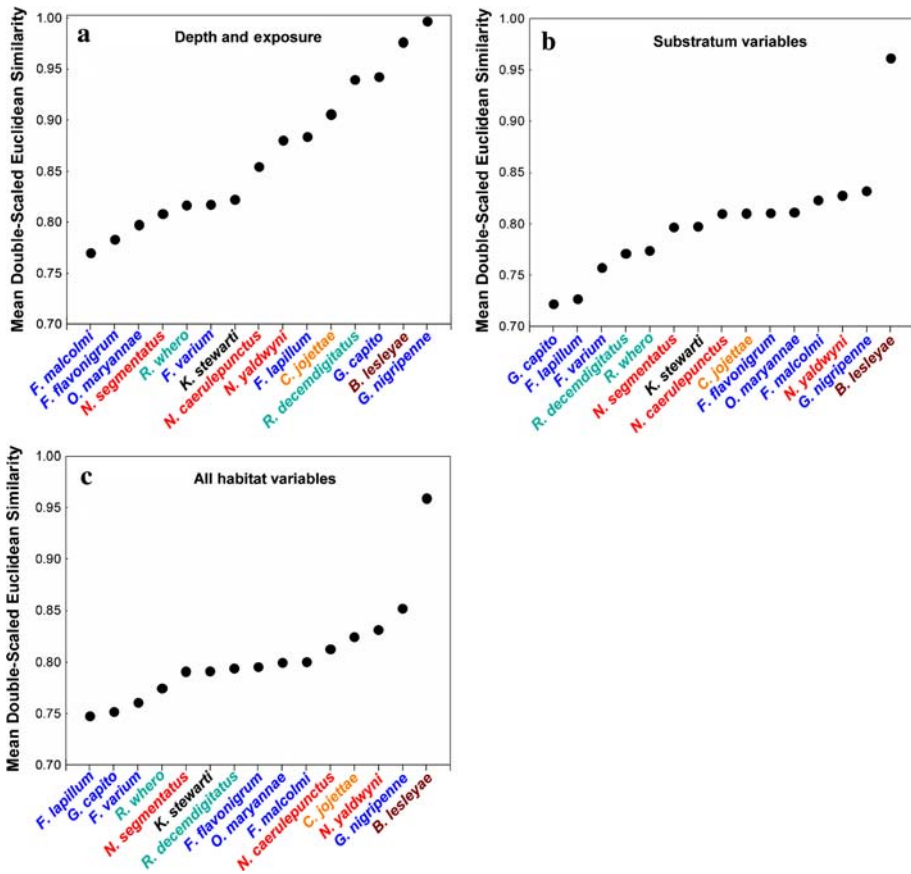 a
Depth and exposure
Mean Double-Scaled Euclidean Similarity
1.00
0.95
0.90
0.85
0.80
0.75
0.70
F. malcolmi
F. flavonigrum
O. maryannae
N. segmentatus
R. whero
F. varium
K. stewarti
N. caerulepunctus
N. yaldwyni
F. lapillum
C. jojettae
R. decemdigitatus
G. capito
B. lesleyae
G. nigripenne
b
Substratum variables
Mean Double-Scaled Euclidean Similarity
1.00
0.95
0.90
0.85
0.80
0.75
0.70
G. capito
F. lapillum
F. varium
R. decemdigitatus
R. whero
N. segmentatus
K. stewarti
N. caerulepunctus
C. jojettae
F. flavonigrum
O. maryannae
F. malcolmi
N. yaldwyni
G. nigripenne
B. lesleyae
c
All habitat variables
Mean Double-Scaled Euclidean Similarity
1.00
0.95
0.90
0.85
0.80
0.75
0.70
F. lapillum
G. capito
F. varium
R. whero
N. segmentatus
K. stewarti
R. decemdigitatus
F. flavonigrum
O. maryannae
F. malcolmi
N. caerulepunctus
C. jojettae
N. yaldwyni
G. nigripenne
B. lesleyae